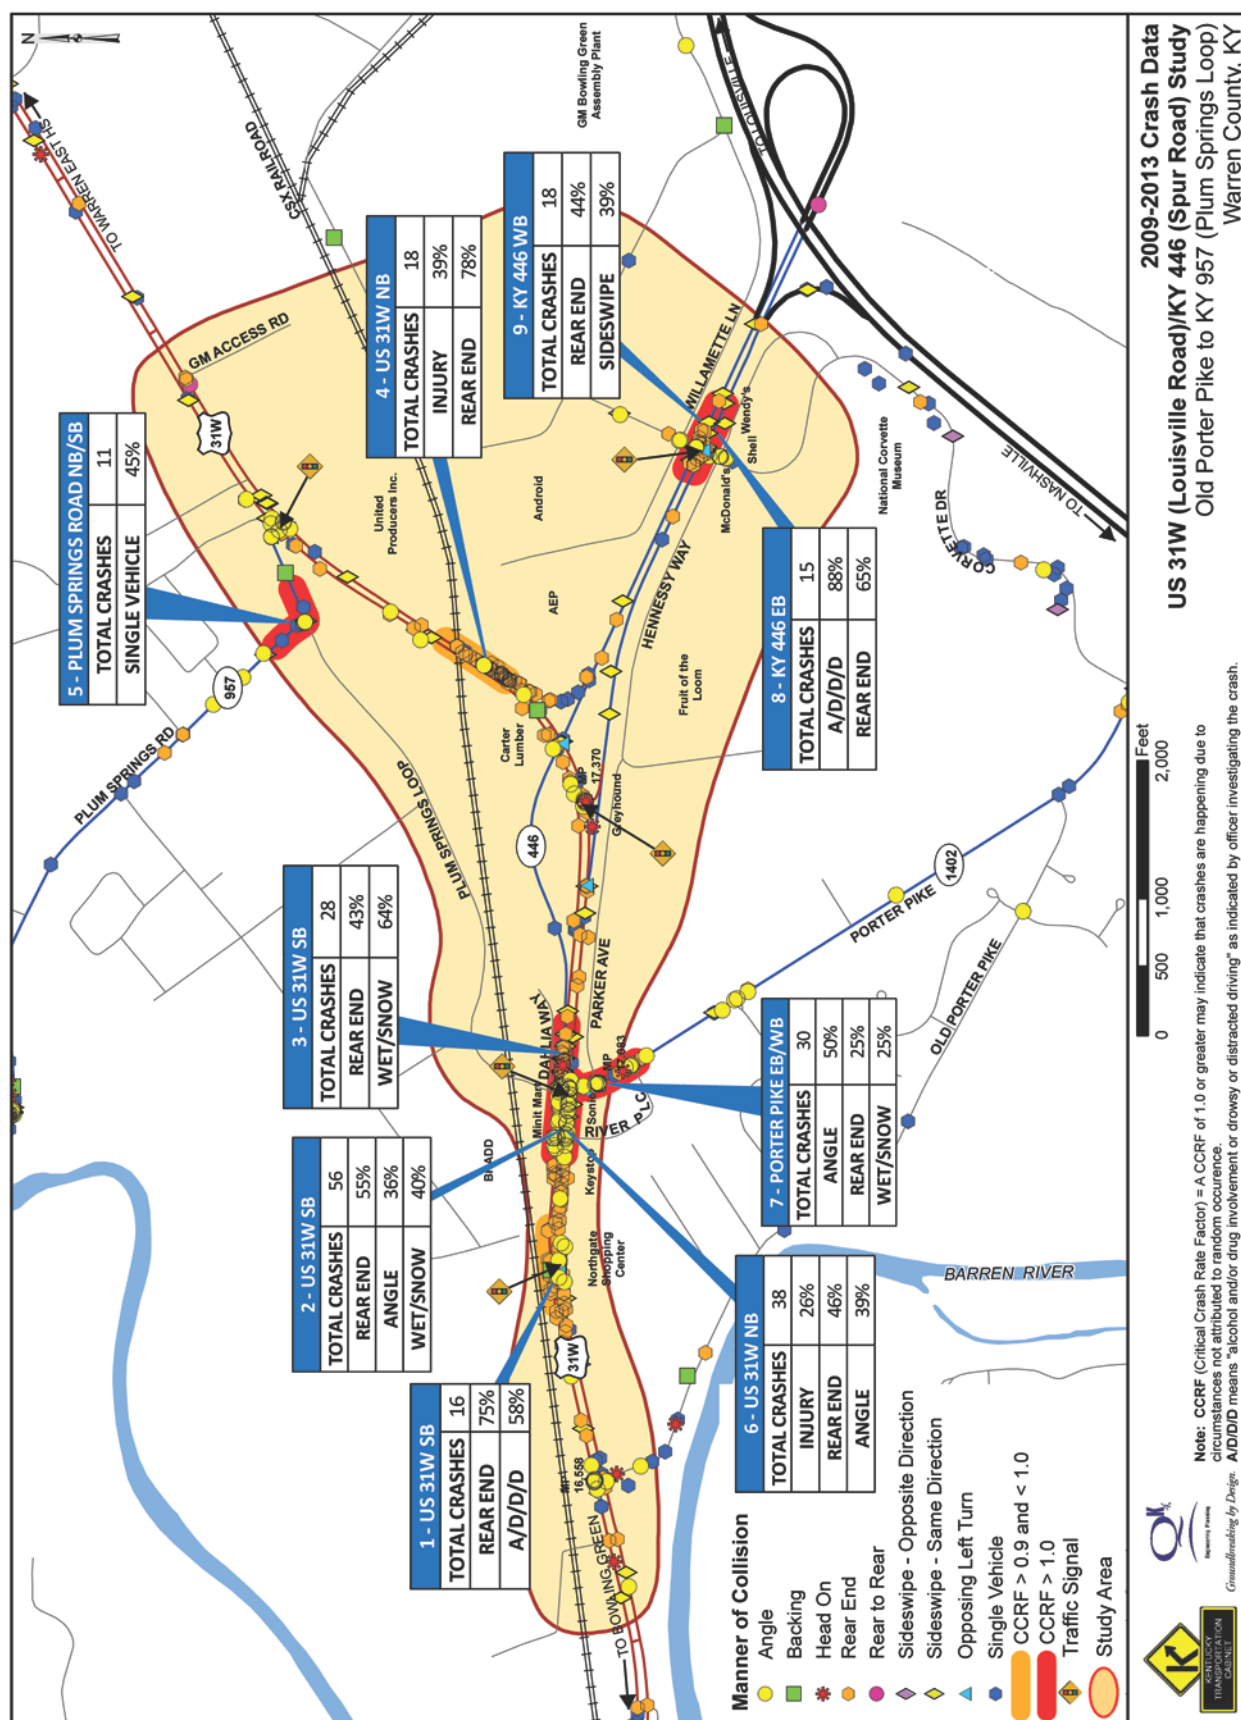 N
TO WARREN EAST HS
CSX RAILROAD
GM Bowling Green
Assembly Plant
TO LOUISVILLE
TO LOUISVILLE
GM ACCESS RD
31W
5 - PLUM SPRINGS ROAD NB/SB
TOTAL CRASHES 11
SINGLE VEHICLE 45%
4 - US 31W NB
TOTAL CRASHES 18
INJURY 39%
REAR END 78%
9 - KY 446 WB
TOTAL CRASHES 18
REAR END 44%
SIDESWIPE 39%
WILLAMETTE LN
Wendy's
Shell
McDonald's
National Corvette
Museum
CORVETTE DR
TO NASHVILLE
United
Producers Inc.
Android
AEP
HENNESSY WAY
Fruit of the
Loom
8 - KY 446 EB
TOTAL CRASHES 15
A/D/D/D 88%
REAR END 65%
957
PLUM SPRINGS RD
PLUM SPRINGS LOOP
Carter
Lumber
MP
17.370
Greyhound
446
3 - US 31W SB
TOTAL CRASHES 28
REAR END 43%
WET/SNOW 64%
PARKER AVE
DAHLIA WAY
Minit Mart
Sonic
MP
RIVER PLC
BRADD
Keystop
PORTER PIKE
1402
OLD PORTER PIKE
2 - US 31W SB
TOTAL CRASHES 56
REAR END 55%
ANGLE 36%
WET/SNOW 40%
7 - PORTER PIKE EB/WB
TOTAL CRASHES 30
ANGLE 50%
REAR END 25%
WET/SNOW 25%
Northgate
Shopping
Center
31W
BARREN RIVER
1 - US 31W SB
TOTAL CRASHES 16
REAR END 75%
A/D/D/D 58%
6 - US 31W NB
TOTAL CRASHES 38
INJURY 26%
REAR END 46%
ANGLE 39%
MP
16.558
TO BOWLING GREEN
Manner of Collision
Angle
Backing
Head On
Rear End
Rear to Rear
Sideswipe - Opposite Direction
Sideswipe - Same Direction
Opposing Left Turn
Single Vehicle
CCRF > 0.9 and < 1.0
CCRF > 1.0
Traffic Signal
Study Area
0 500 1,000 2,000
Feet
KENTUCKY
TRANSPORTATION
CABINET
QK4
Engineering Planning
Groundbreaking by Design.
Note: CCRF (Critical Crash Rate Factor) = A CCRF of 1.0 or greater may indicate that crashes are happening due to
circumstances not attributed to random occurence.
A/D/D/D means "alcohol and/or drug involvement or drowsy or distracted driving" as indicated by officer investigating the crash.
2009-2013 Crash Data
US 31W (Louisville Road)/KY 446 (Spur Road) Study
Old Porter Pike to KY 957 (Plum Springs Loop)
Warren County, KY